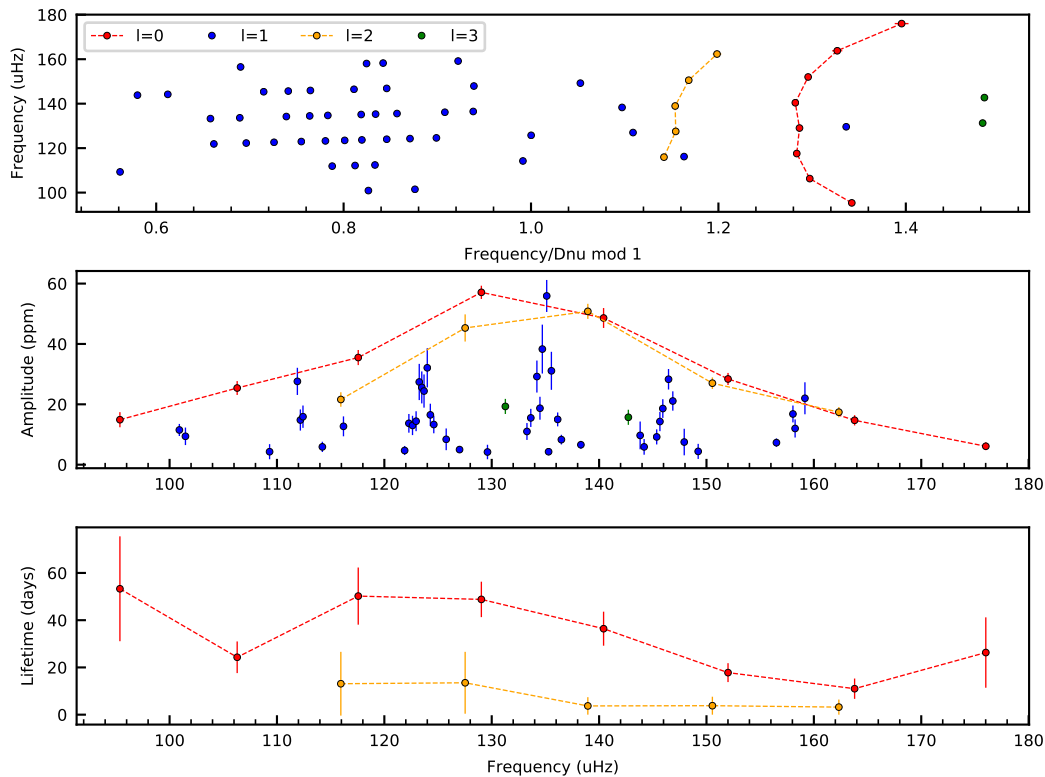 180
160
140
120
100
Frequency (uHz)
l=0 l=1 l=2 l=3
0.6 0.8 1.0 1.2 1.4
Frequency/Dnu mod 1
60
40
20
0
Amplitude (ppm)
100 110 120 130 140 150 160 170 180
60
40
20
0
Lifetime (days)
100 110 120 130 140 150 160 170 180
Frequency (uHz)